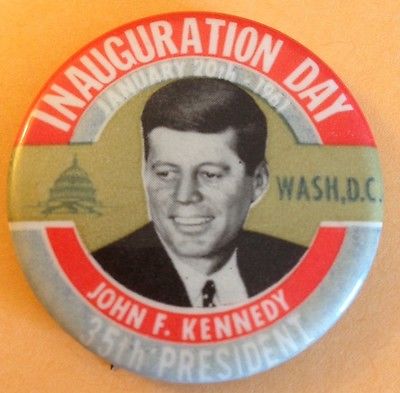 INAUGURATION DAY
JANUARY 20th - 1961
WASH, D.C.
JOHN F. KENNEDY
35th PRESIDENT